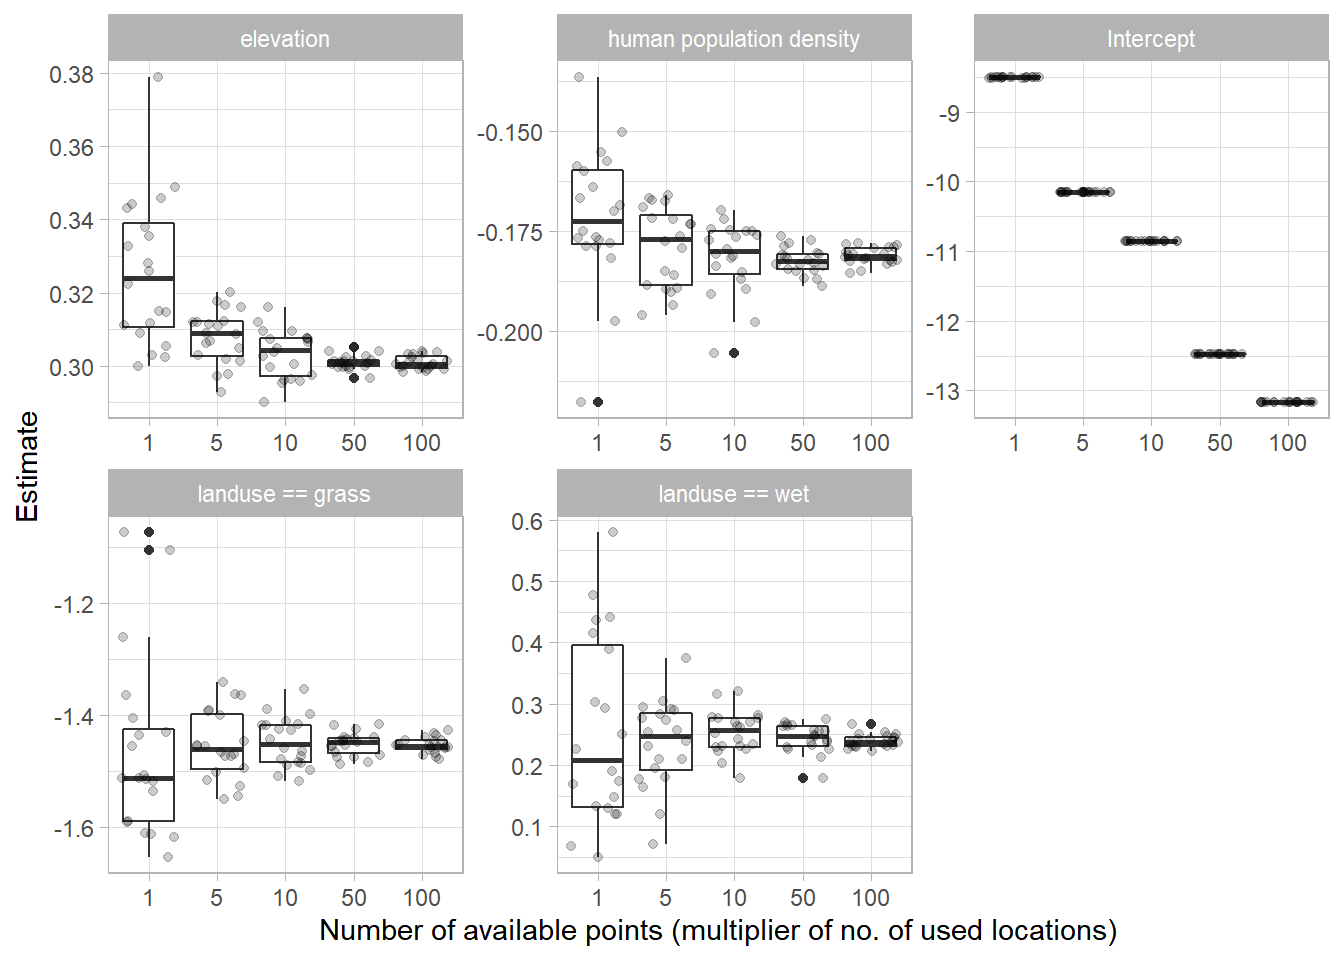 elevation
human population density
Intercept
0.38
0.36
0.34
0.32
0.30
-0.150
-0.175
-0.200
-9
-10
-11
-12
-13
1 5 10 50 100
1 5 10 50 100
1 5 10 50 100
Estimate
landuse == grass
landuse == wet
-1.2
-1.4
-1.6
0.6
0.5
0.4
0.3
0.2
0.1
1 5 10 50 100
1 5 10 50 100
Number of available points (multiplier of no. of used locations)